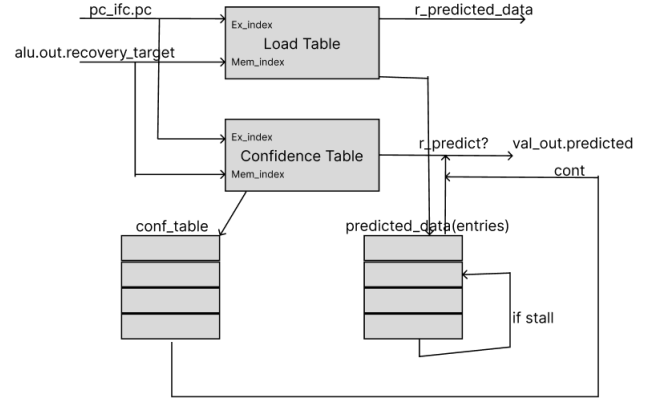 pc_ifc.pc
r_predicted_data
Ex_index
Load Table
alu.out.recovery_target
Mem_index
Ex_index
r_predict?
val_out.predicted
Confidence Table
cont
Mem_index
conf_table
predicted_data(entries)
if stall